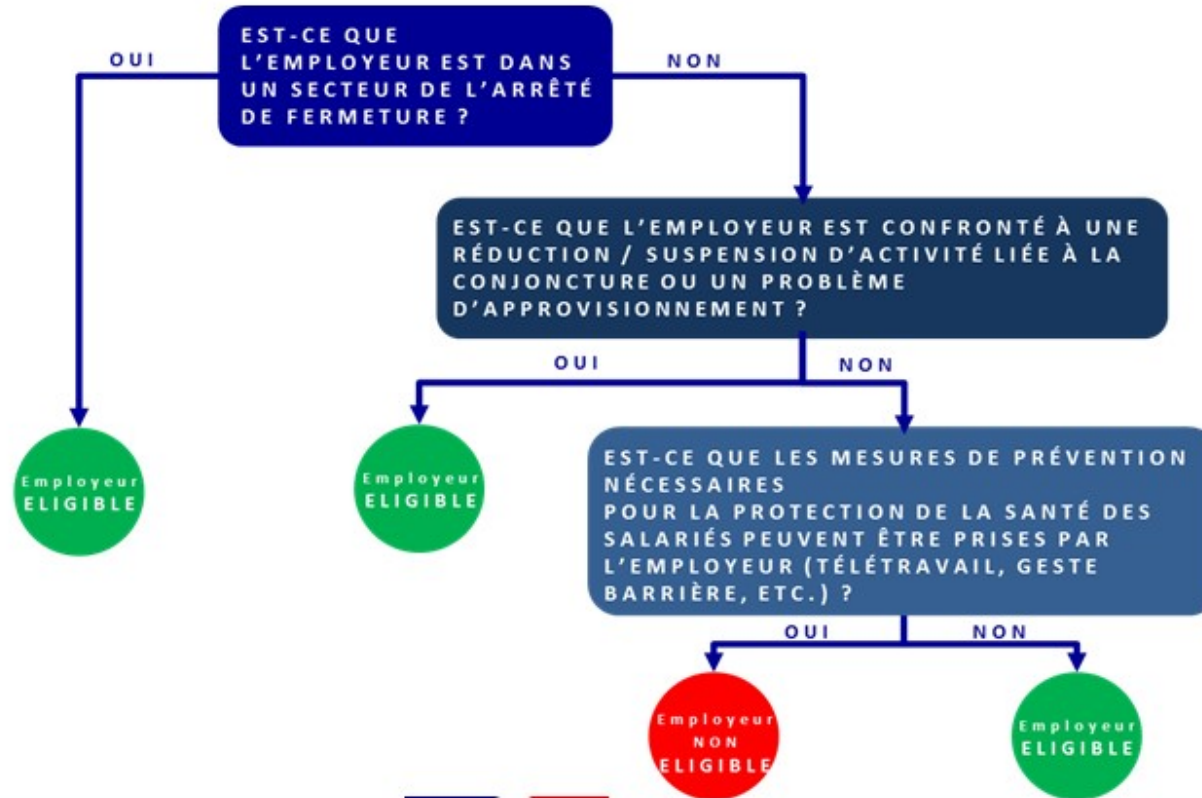 EST-CE QUE
L'EMPLOYEUR EST DANS
UN SECTEUR DE L'ARRÊTÉ
DE FERMETURE ?
OUI
NON
EST-CE QUE L'EMPLOYEUR EST CONFRONTÉ À UNE
RÉDUCTION / SUSPENSION D'ACTIVITÉ LIÉE À LA
CONJONCTURE OU UN PROBLÈME
D'APPROVISIONNEMENT ?
OUI
NON
Employeur
ELIGIBLE
Employeur
ELIGIBLE
EST-CE QUE LES MESURES DE PRÉVENTION
NÉCESSAIRES
POUR LA PROTECTION DE LA SANTÉ DES
SALARIÉS PEUVENT ÊTRE PRISES PAR
L'EMPLOYEUR (TÉLÉTRAVAIL, GESTE
BARRIÈRE, ETC.) ?
OUI
NON
Employeur
NON
ELIGIBLE
Employeur
ELIGIBLE